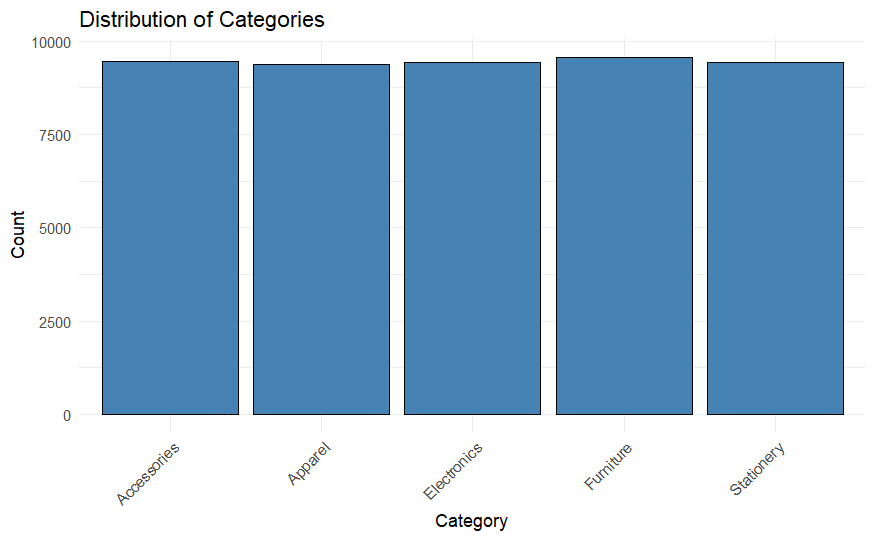 Distribution of Categories
10000
7500
5000
2500
0
Count
Accessories
Apparel
Electronics
Furniture
Stationery
Category